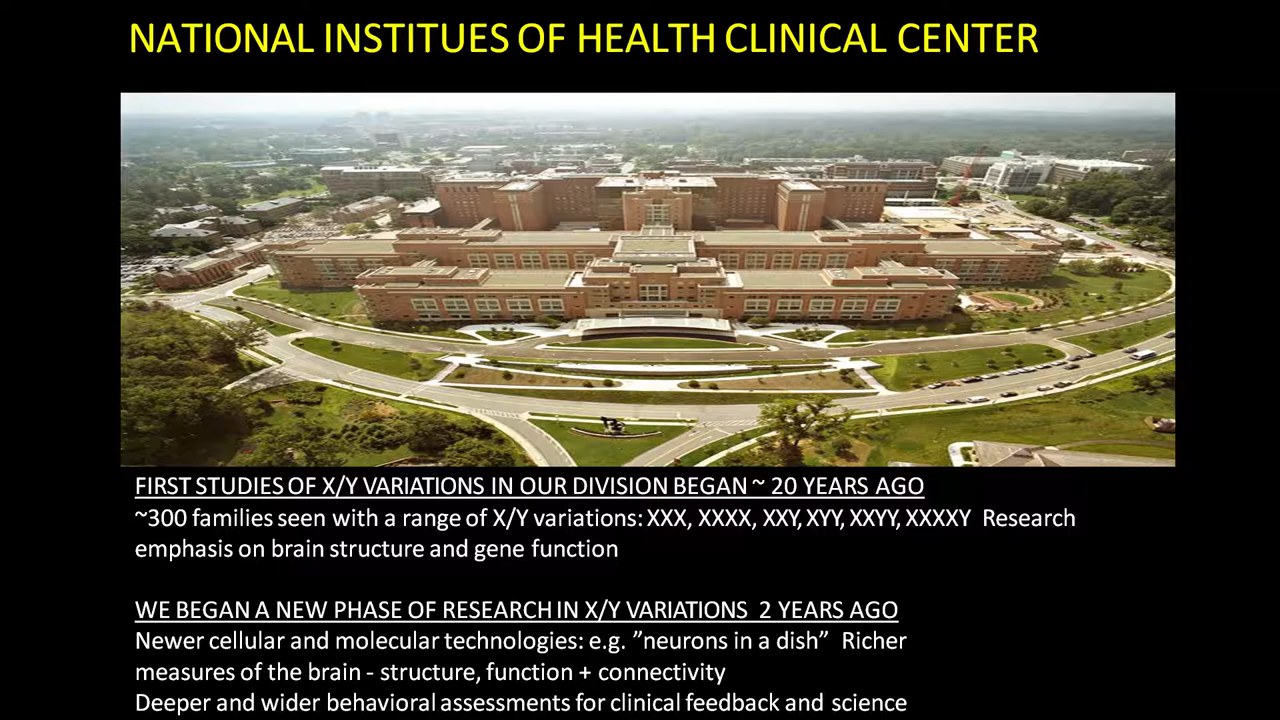 NATIONAL INSTITUES OF HEALTH CLINICAL CENTER
FIRST STUDIES OF X/Y VARIATIONS IN OUR DIVISION BEGAN ~ 20 YEARS AGO
~300 families seen with a range of X/Y variations: XXX, XXXX, XXY, XYY, XXYY, XXXXY  Research
emphasis on brain structure and gene function
WE BEGAN A NEW PHASE OF RESEARCH IN X/Y VARIATIONS  2 YEARS AGO
Newer cellular and molecular technologies: e.g. ”neurons in a dish”  Richer
measures of the brain - structure, function + connectivity
Deeper and wider behavioral assessments for clinical feedback and science